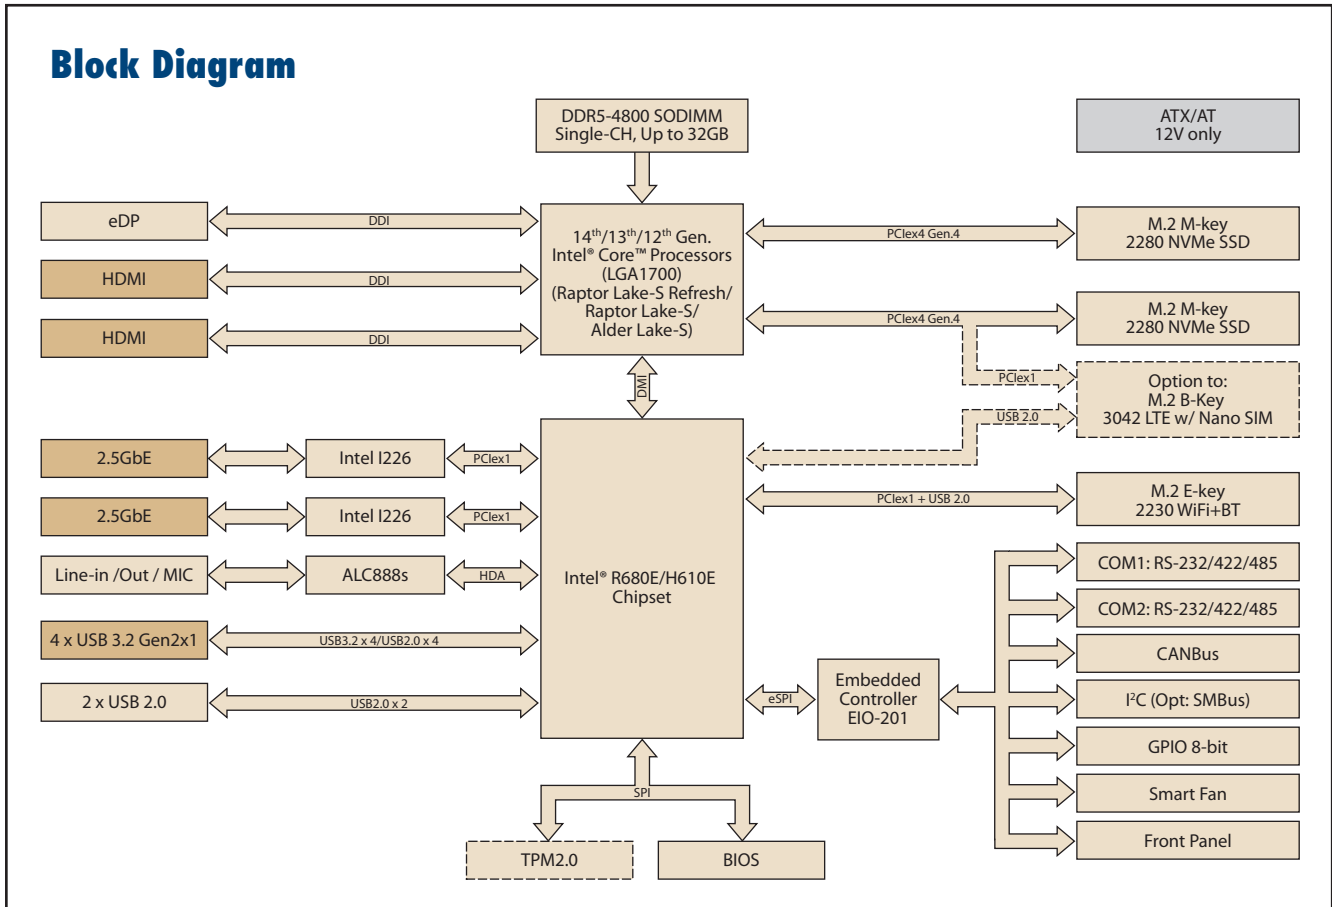 Block Diagram
DDR5-4800 SODIMM
Single-CH, Up to 32GB
ATX/AT
12V only
eDP
DDI
HDMI
DDI
HDMI
DDI
14th/13th/12th Gen.
Intel® Core™ Processors
(LGA1700)
(Raptor Lake-S Refresh/
Raptor Lake-S/
Alder Lake-S)
PCIex4 Gen.4
M.2 M-key
2280 NVMe SSD
PCIex4 Gen.4
M.2 M-key
2280 NVMe SSD
PCIex1
USB 2.0
Option to:
M.2 B-Key
3042 LTE w/ Nano SIM
DMI
2.5GbE
Intel I226
PCIex1
2.5GbE
Intel I226
PCIex1
Line-in /Out / MIC
ALC888s
HDA
4 x USB 3.2 Gen2x1
USB3.2 x 4/USB2.0 x 4
2 x USB 2.0
USB2.0 x 2
Intel® R680E/H610E
Chipset
PCIex1 + USB 2.0
M.2 E-key
2230 WiFi+BT
eSPI
Embedded
Controller
EIO-201
COM1: RS-232/422/485
COM2: RS-232/422/485
CANBus
I²C (Opt: SMBus)
GPIO 8-bit
Smart Fan
Front Panel
SPI
TPM2.0
BIOS